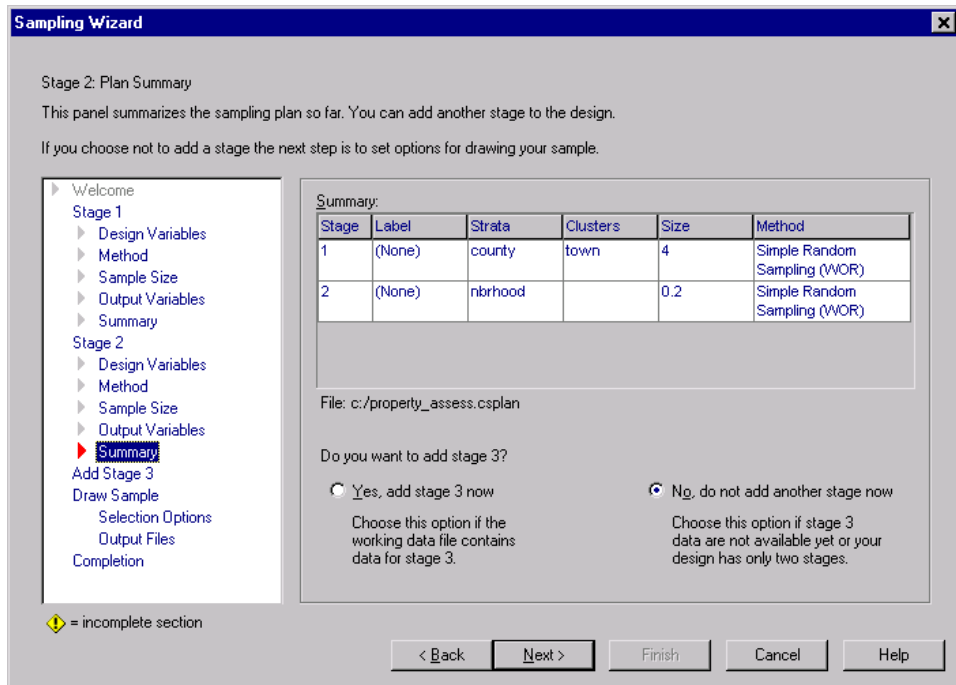 Sampling Wizard
Stage 2: Plan Summary
This panel summarizes the sampling plan so far. You can add another stage to the design.
If you choose not to add a stage the next step is to set options for drawing your sample.
Welcome
Stage 1
Design Variables
Method
Sample Size
Output Variables
Summary
Stage 2
Design Variables
Method
Sample Size
Output Variables
Summary
Add Stage 3
Draw Sample
Selection Options
Output Files
Completion
! = incomplete section
Summary:
Stage Label Strata Clusters Size Method
1 (None) county town 4 Simple Random
Sampling (WOR)
2 (None) nbrhood 0.2 Simple Random
Sampling (WOR)
File: c:/property_assess.csplan
Do you want to add stage 3?
Yes, add stage 3 now
Choose this option if the
working data file contains
data for stage 3.
No, do not add another stage now
Choose this option if stage 3
data are not available yet or your
design has only two stages.
< Back Next > Finish Cancel Help